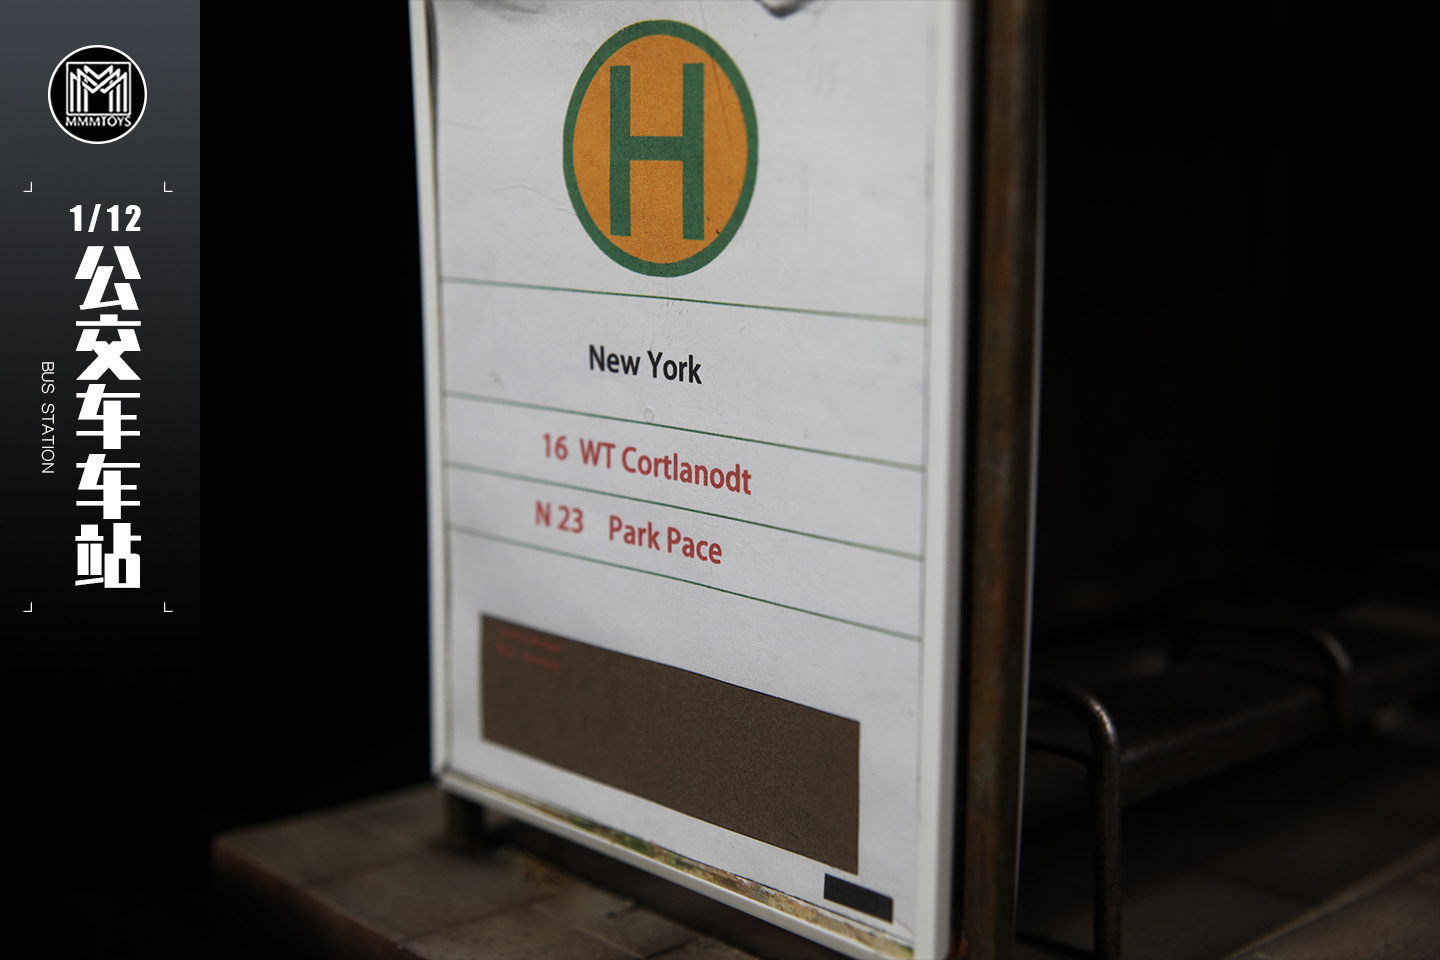 MMMTOYS
1/12
公交车车站
BUS STATION
H
New York
16 WT Cortlanodt
N 23 Park Pace